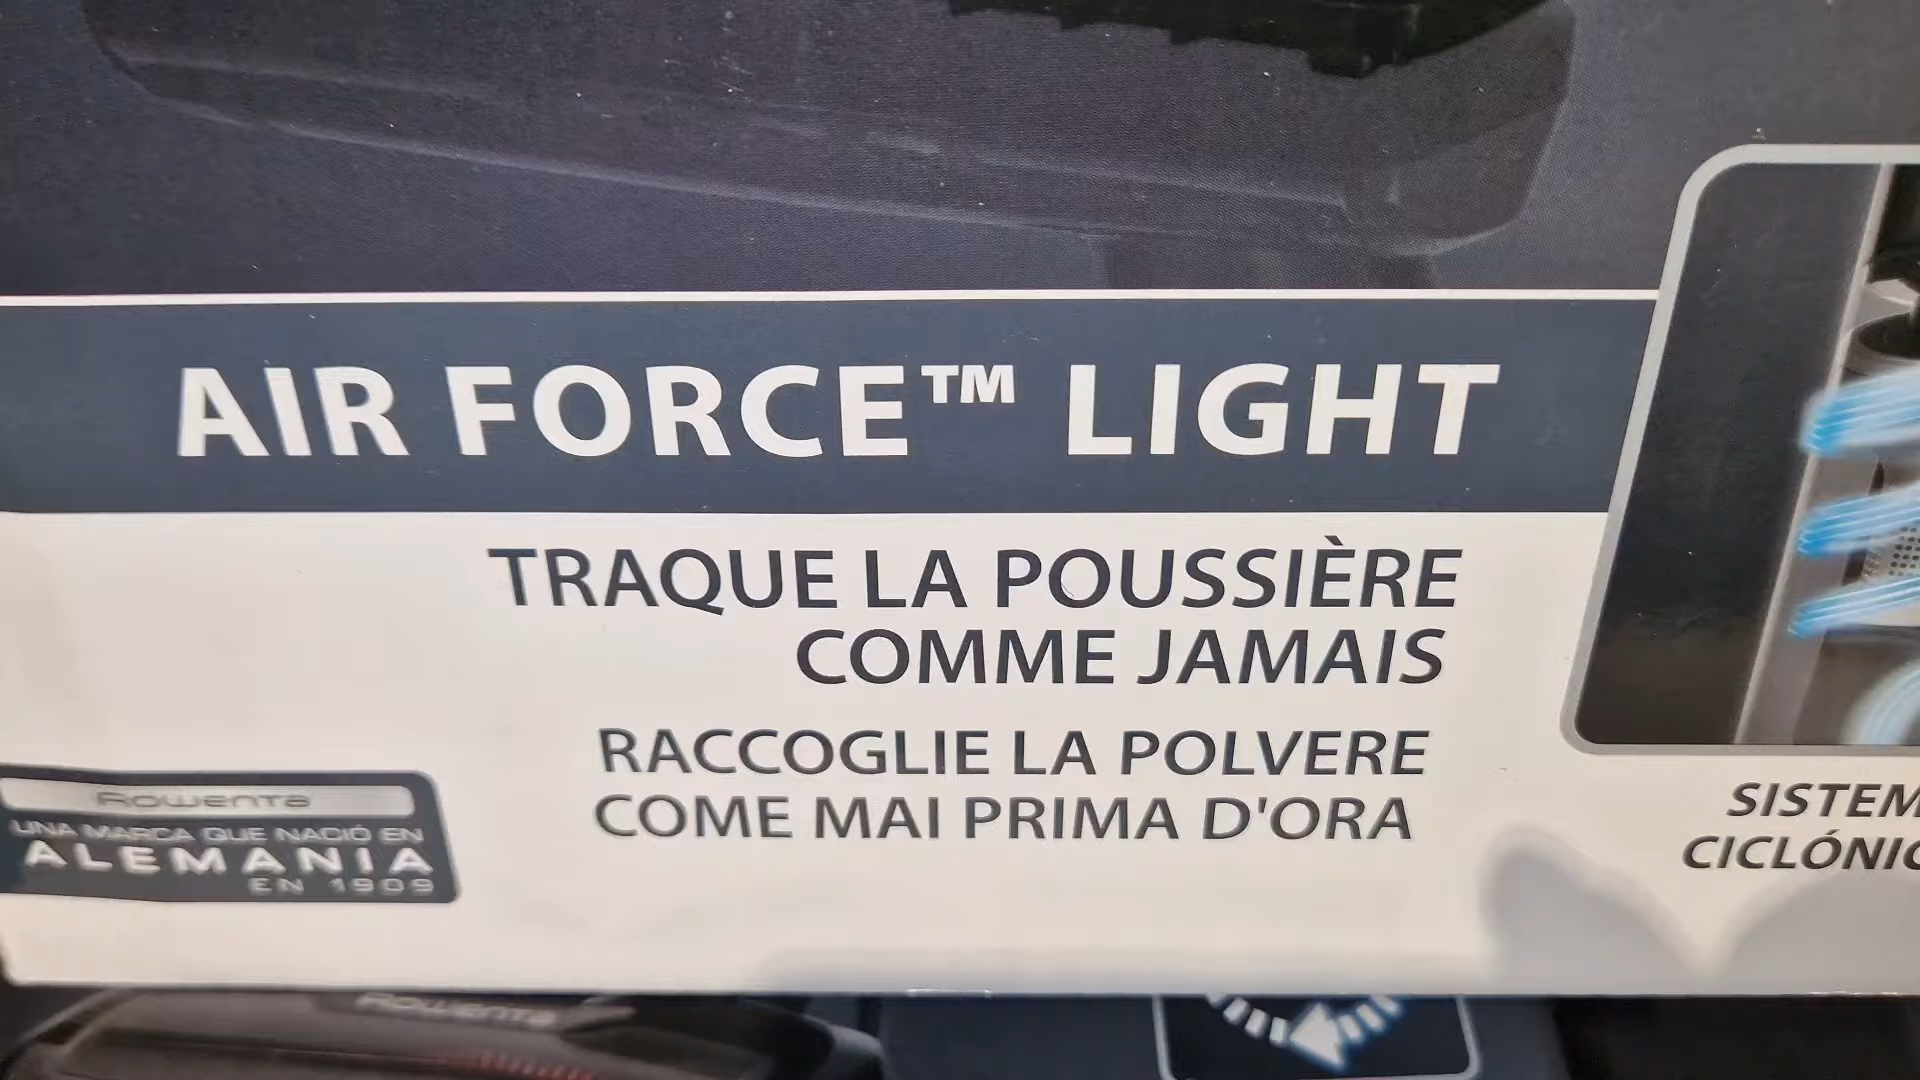 AIR FORCE™ LIGHT
TRAQUE LA POUSSIÈRE
COMME JAMAIS
RACCOGLIE LA POLVERE
COME MAI PRIMA D'ORA
Rowenta
UNA MARCA QUE NACIÓ EN
ALEMANIA
EN 1909
SISTEM
CICLÓNIC
Rowenta